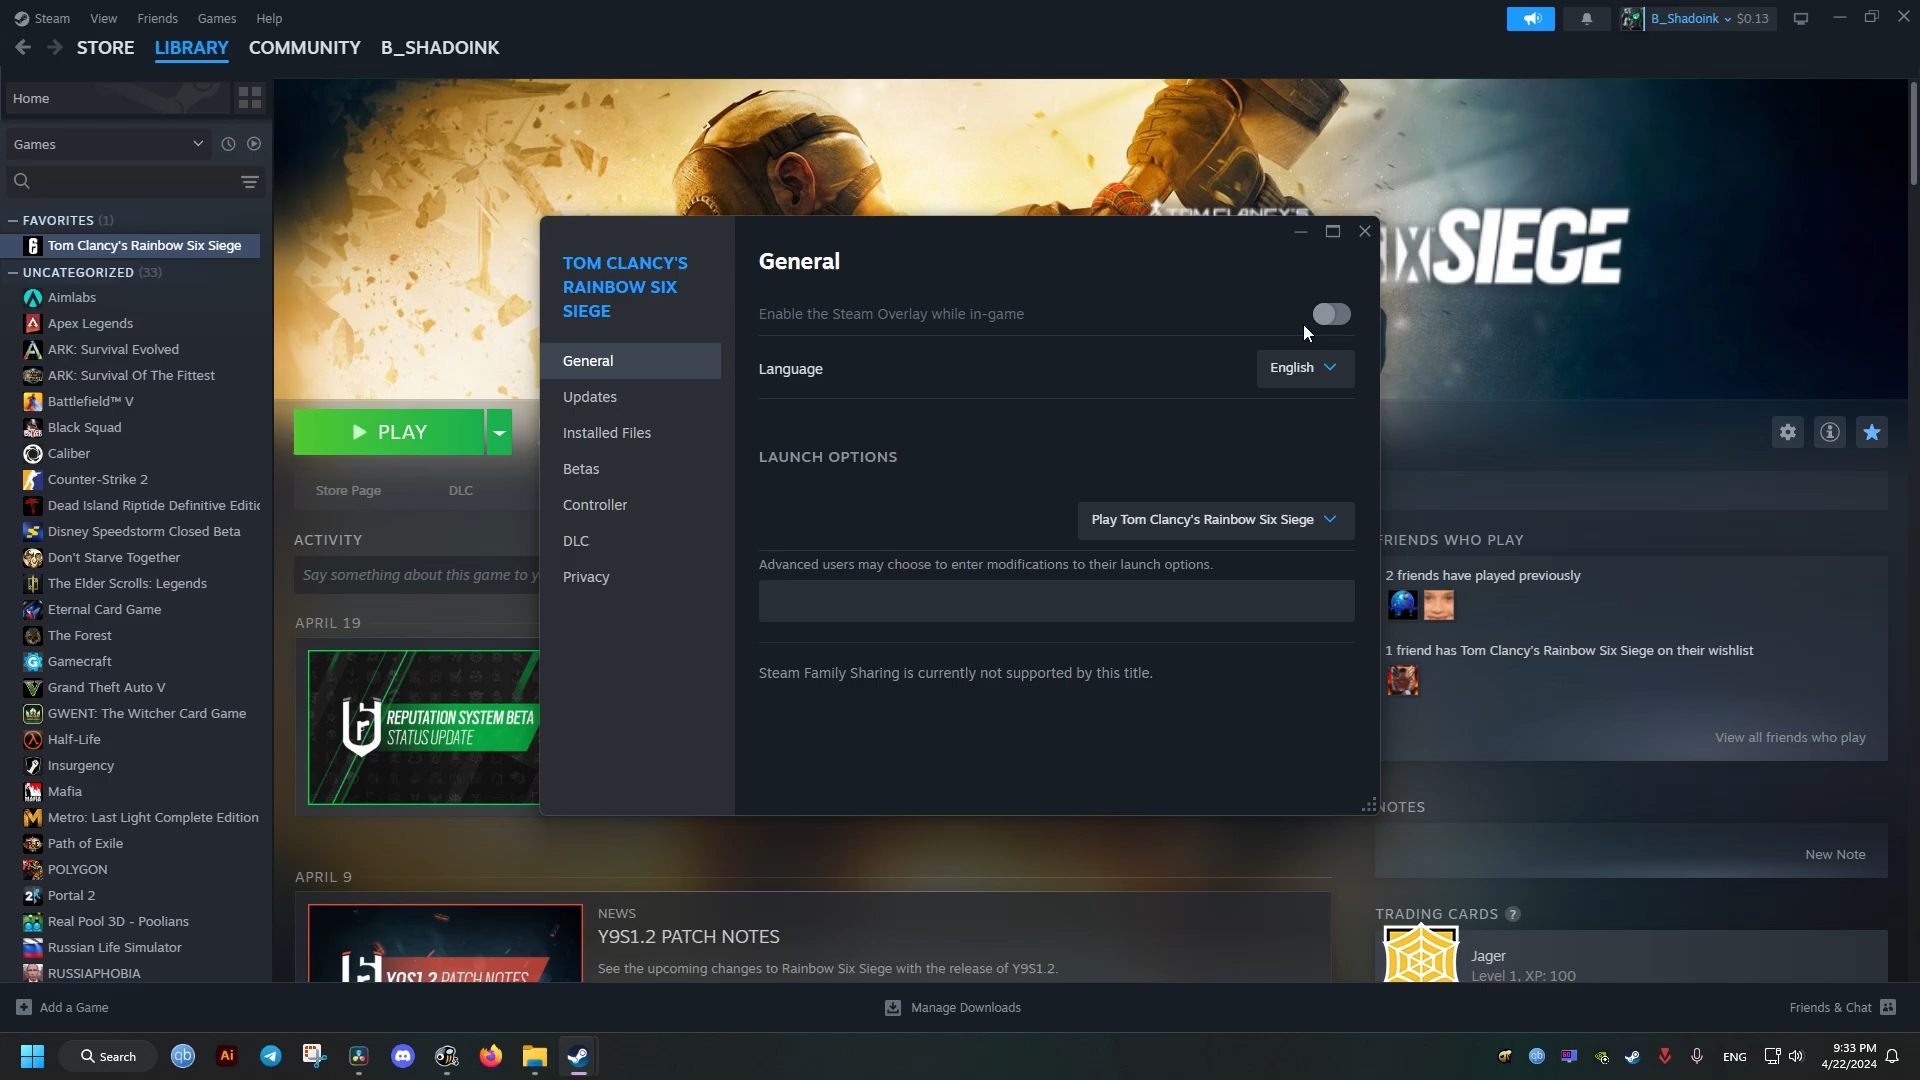 Steam View Friends Games Help
B_Shadoink $0.13
STORE LIBRARY COMMUNITY B_SHADOINK
Home
Games
FAVORITES (1)
Tom Clancy's Rainbow Six Siege
UNCATEGORIZED (33)
Aimlabs
Apex Legends
ARK: Survival Evolved
ARK: Survival Of The Fittest
Battlefield™ V
Black Squad
Caliber
Counter-Strike 2
Dead Island Riptide Definitive Editic
Disney Speedstorm Closed Beta
Don't Starve Together
The Elder Scrolls: Legends
Eternal Card Game
The Forest
Gamecraft
Grand Theft Auto V
GWENT: The Witcher Card Game
Half-Life
Insurgency
Mafia
Metro: Last Light Complete Edition
Path of Exile
POLYGON
Portal 2
Real Pool 3D - Poolians
Russian Life Simulator
RUSSIAPHOBIA
TOM CLANCY'S
SIEGE
PLAY
Store Page DLC
ACTIVITY
Say something about this game to y
APRIL 19
REPUTATION SYSTEM BETA
STATUS UPDATE
APRIL 9
Y9S1.2 PATCH NOTES
NEWS
Y9S1.2 PATCH NOTES
See the upcoming changes to Rainbow Six Siege with the release of Y9S1.2.
TOM CLANCY'S
RAINBOW SIX
SIEGE
General
Updates
Installed Files
Betas
Controller
DLC
Privacy
General
Enable the Steam Overlay while in-game
Language English
LAUNCH OPTIONS
Play Tom Clancy's Rainbow Six Siege
Advanced users may choose to enter modifications to their launch options.
Steam Family Sharing is currently not supported by this title.
FRIENDS WHO PLAY
2 friends have played previously
1 friend has Tom Clancy's Rainbow Six Siege on their wishlist
View all friends who play
NOTES
New Note
TRADING CARDS ?
Jager
Level 1, XP: 100
Add a Game
Manage Downloads
Friends & Chat
Search
qb
Ai
ENG
9:33 PM
4/22/2024